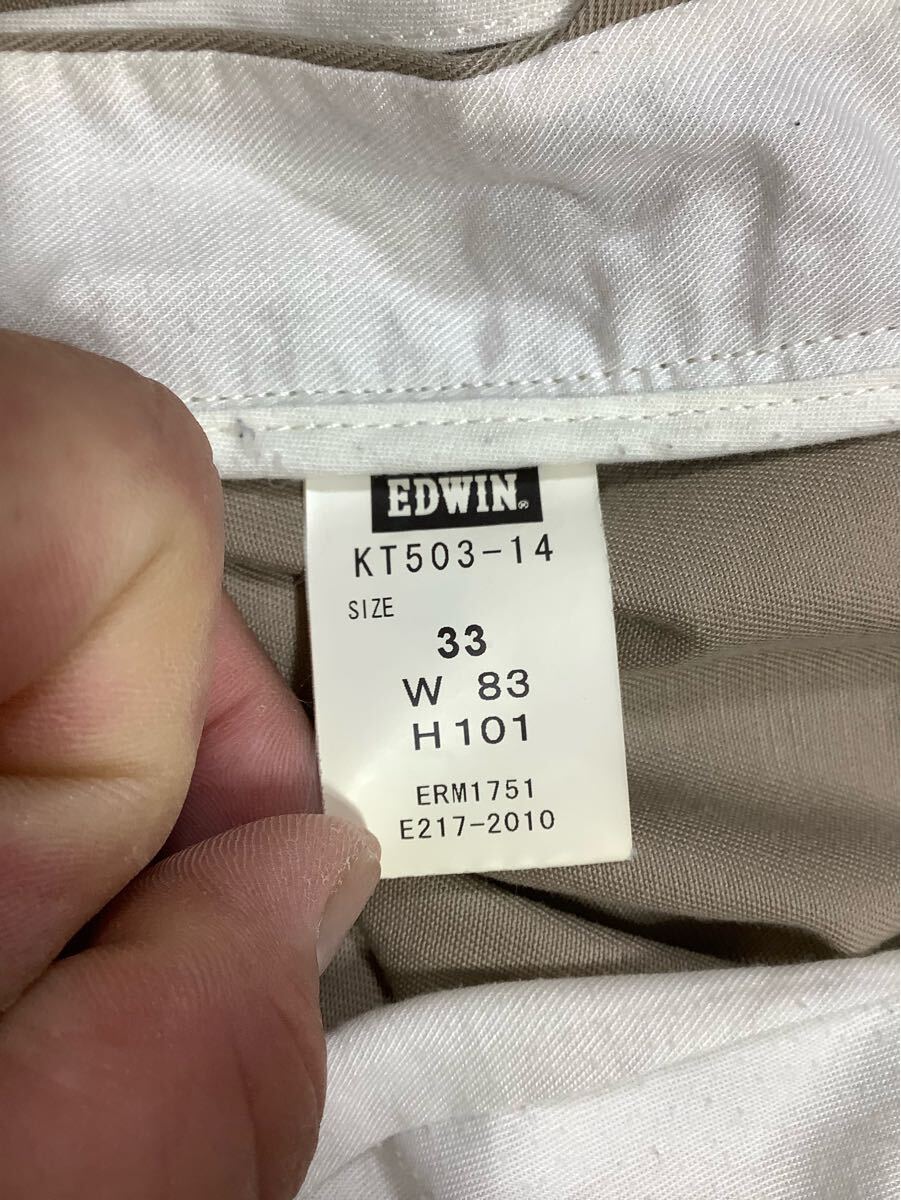 EDWIN®
KT503-14
SIZE
33
W 83
H101
ERM1751
E217-2010